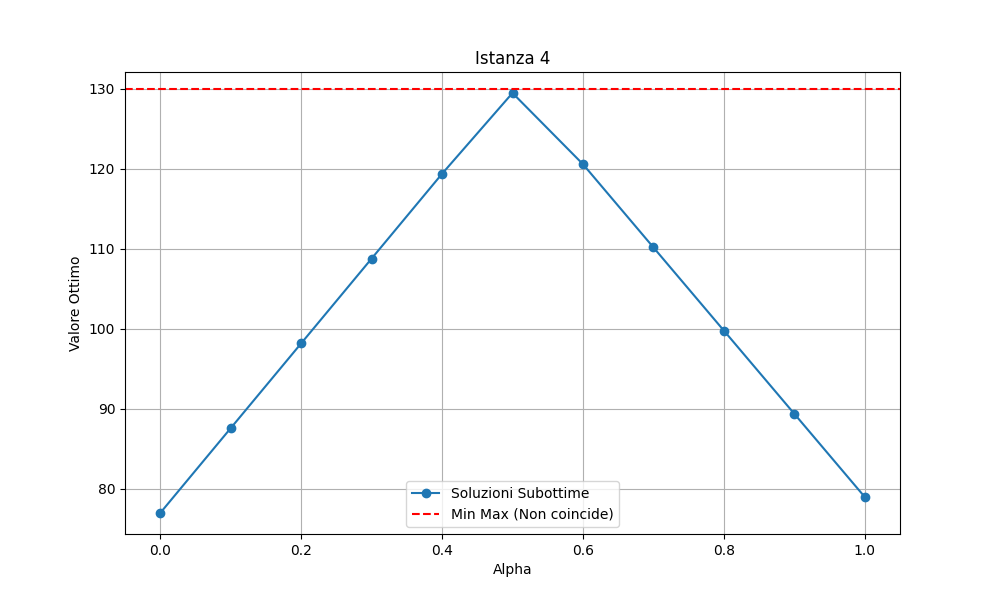 Istanza 4
Valore Ottimo
130
120
110
100
90
80
0.0 0.2 0.4 0.6 0.8 1.0
Alpha
Soluzioni Subottime
Min Max (Non coincide)